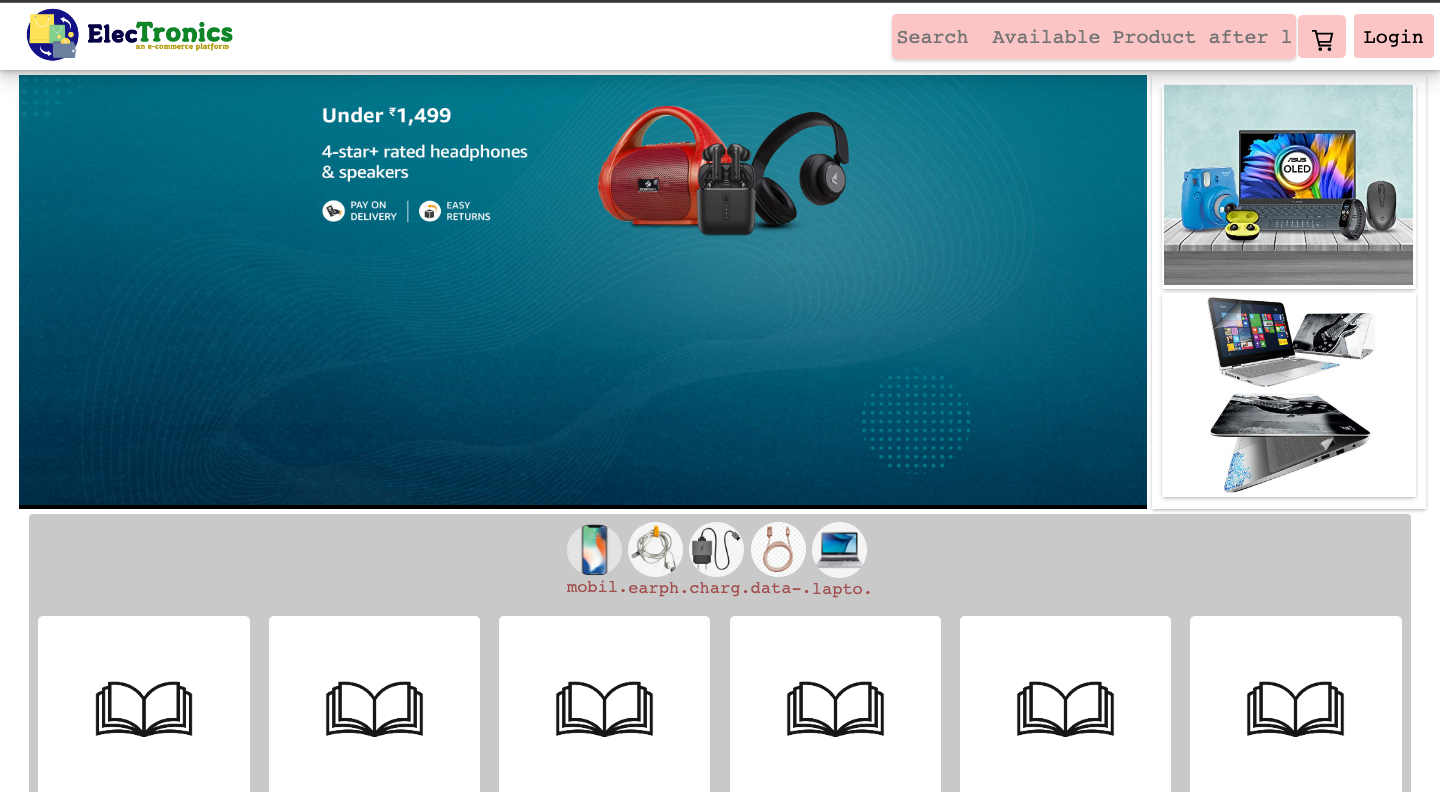 ElecTronics
an e-commerce platform
Search  Available Product after l
Login
Under ₹1,499
4-star+ rated headphones
& speakers
PAY ON
DELIVERY
EASY
RETURNS
ASUS
OLED
mobil.earph.charg.data-.lapto.